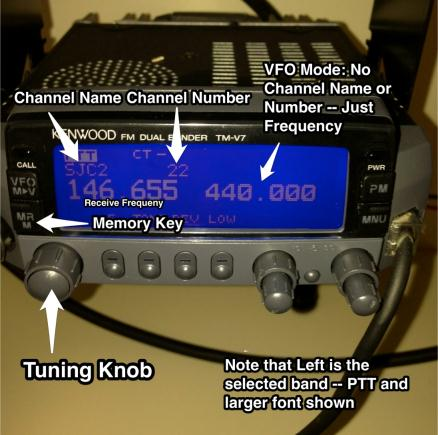 VFO Mode: No
Channel Name or
Number -- Just
Frequency
Channel Name Channel Number
KENWOOD FM DUAL BANDER TM-V7
CALL
VFO
M▶V
MR
M
PWR
PM
MNU
PTT
CT
SJC2
22
146.655
440.000
Receive Frequeny
LOW
Memory Key
Tuning Knob
Note that Left is the
selected band -- PTT and
larger font shown